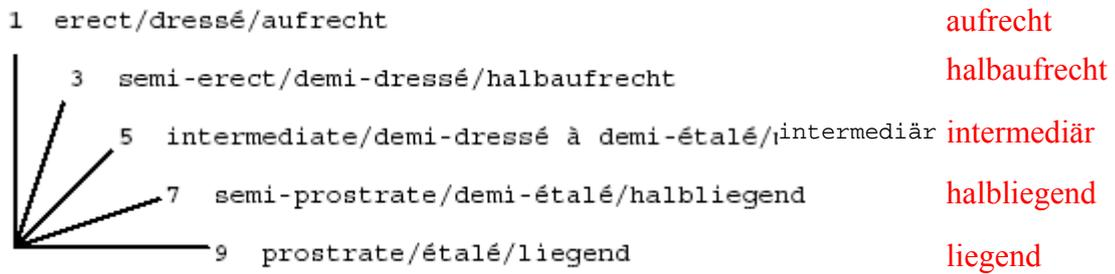 1 erect/dressé/aufrecht aufrecht
3 semi-erect/demi-dressé/halbaufrecht halbaufrecht
5 intermediate/demi-dressé à demi-étalé/intermediär intermediär
7 semi-prostrate/demi-étalé/halbliegend halbliegend
9 prostrate/étalé/liegend liegend